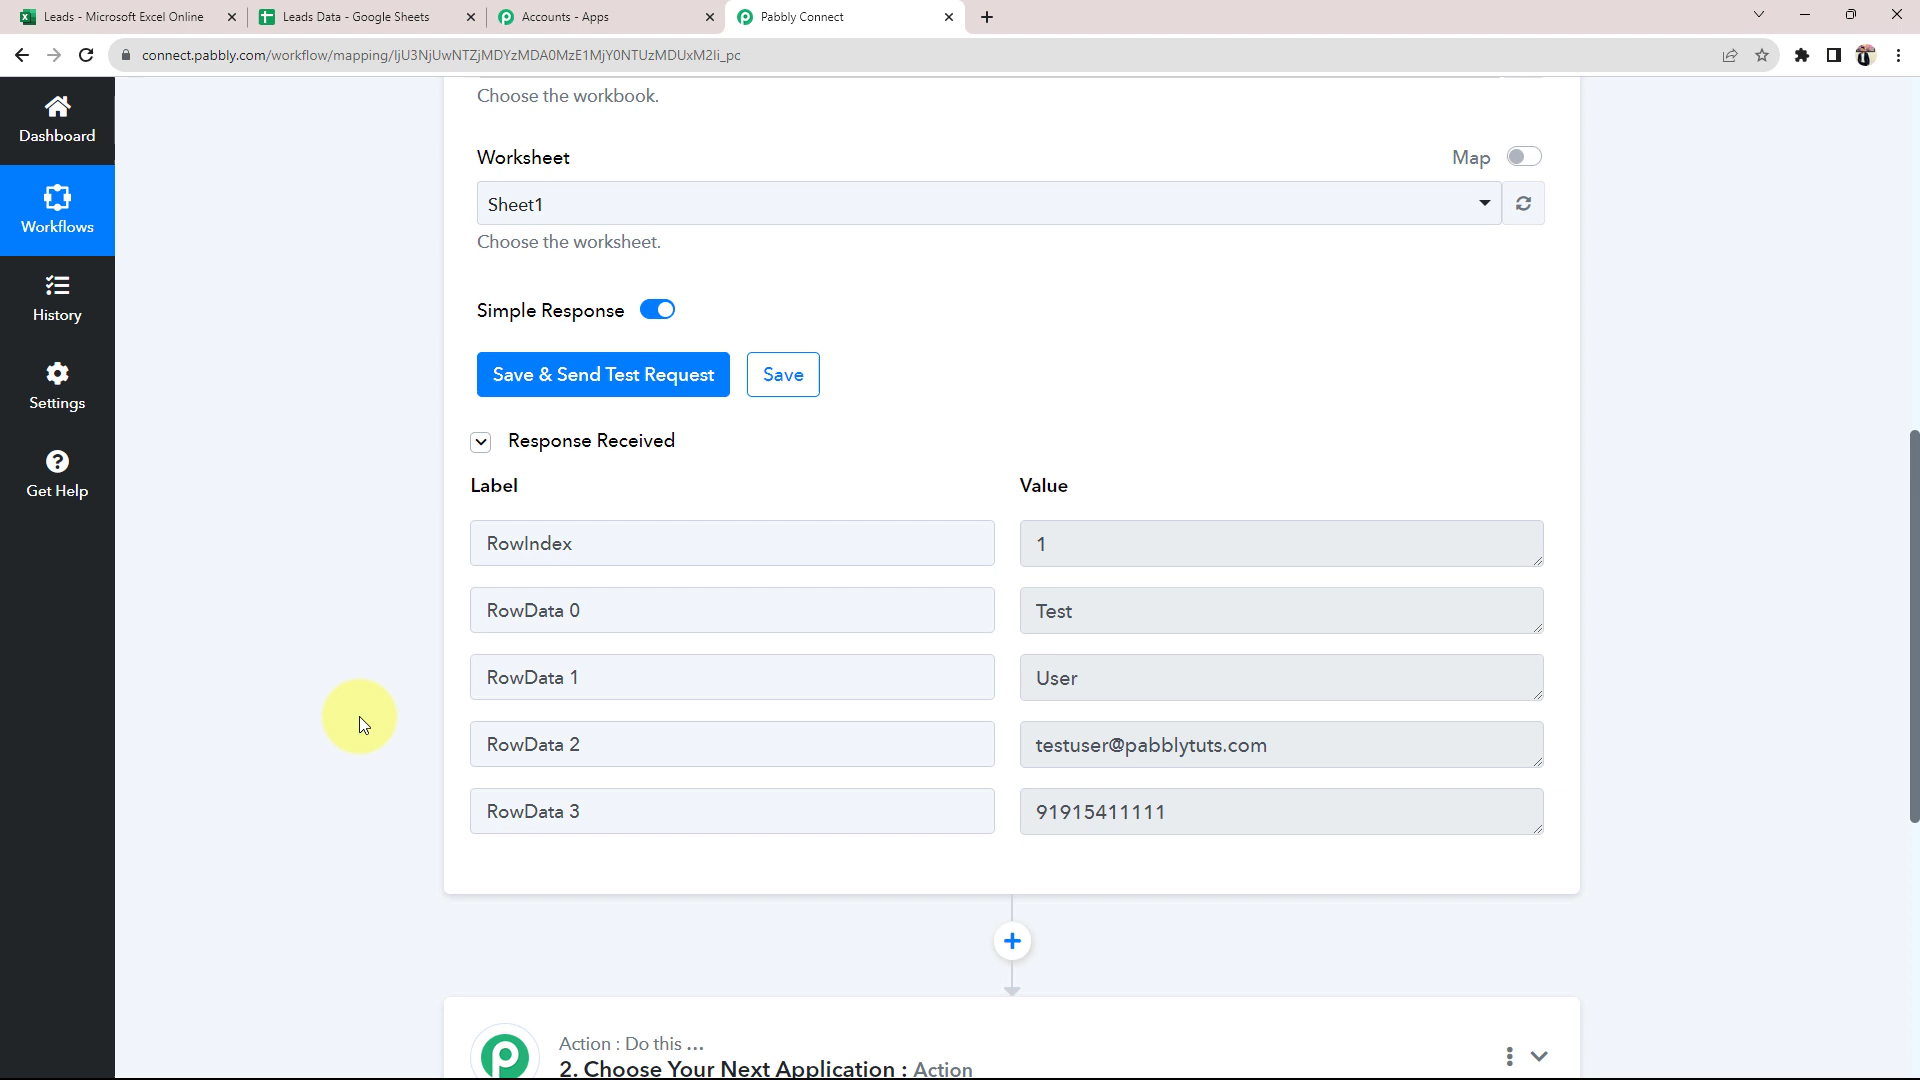 Leads - Microsoft Excel Online
Leads Data - Google Sheets
Accounts - Apps
Pabbly Connect
connect.pabbly.com/workflow/mapping/IjU3NjUwNTZjMDYzMDA0MzE1MjY0NTUzMDUxM2Ii_pc
Dashboard
Workflows
History
Settings
Get Help
Choose the workbook.
Worksheet
Map
Sheet1
Choose the worksheet.
Simple Response
Save & Send Test Request
Save
Response Received
Label
Value
RowIndex
1
RowData 0
Test
RowData 1
User
RowData 2
testuser@pabblytuts.com
RowData 3
91915411111
Action : Do this ...
2. Choose Your Next Application : Action